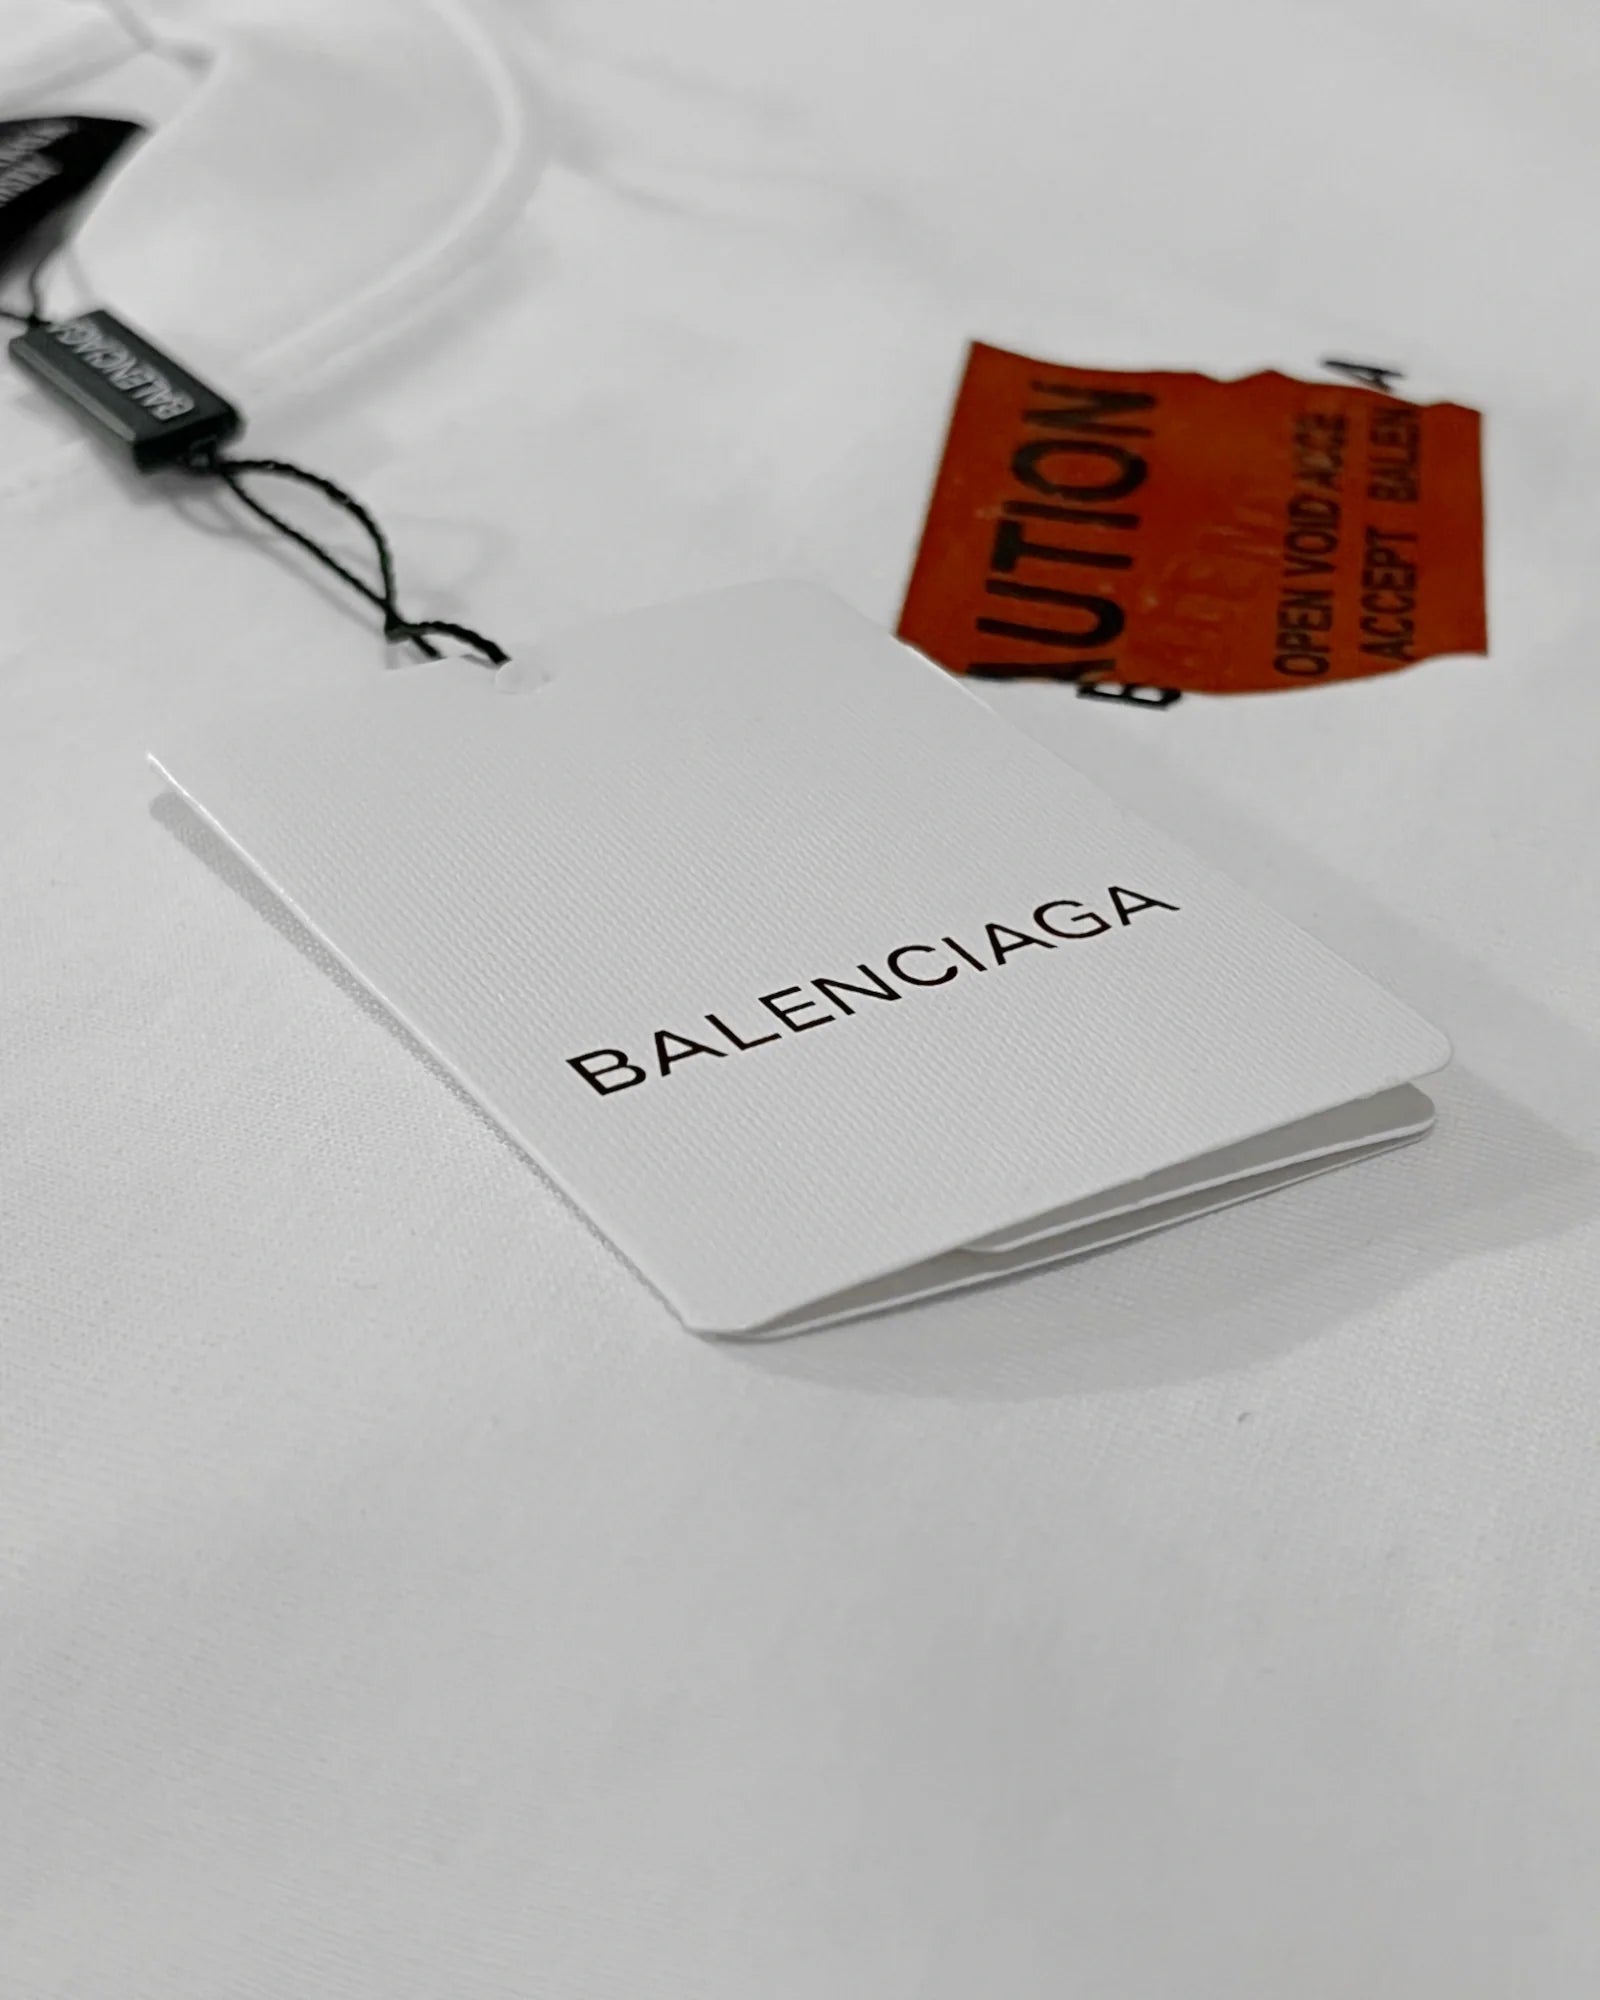 BALENCIAGA
A
AUTION
OPEN VOID ACCE
ACCEPT BALEN
B
BALENCIAGA